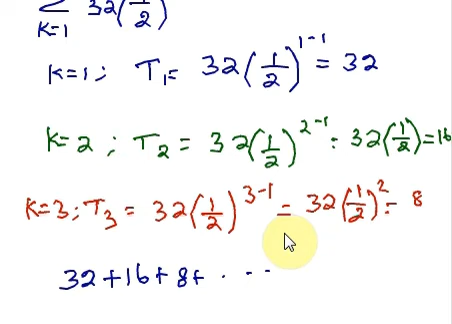 ∑ 32(1/2)
K=1
K=1; T₁= 32(1/2)^1-1 = 32
K=2 ; T₂ = 32(1/2)^2-1 = 32(1/2)=16
K=3; T₃ = 32(1/2)^3-1 = 32(1/2)^2 = 8
32+16+8+ . . . .